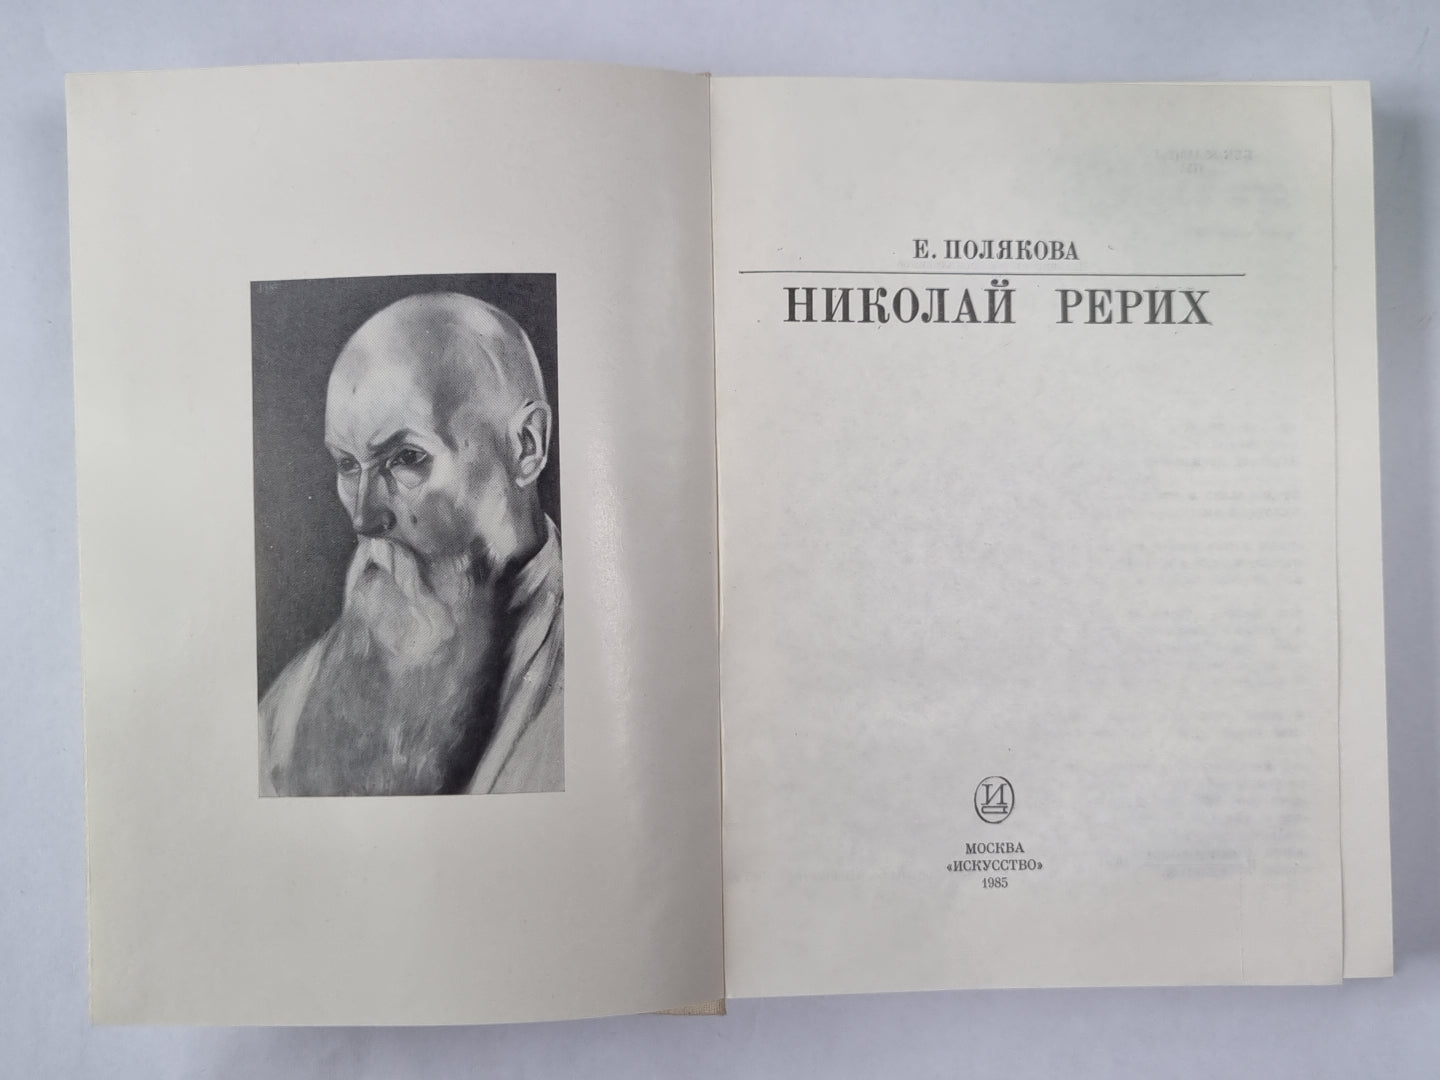 Е. ПОЛЯКОВА
НИКОЛАЙ РЕРИХ
И
МОСКВА
«ИСКУССТВО»
1985